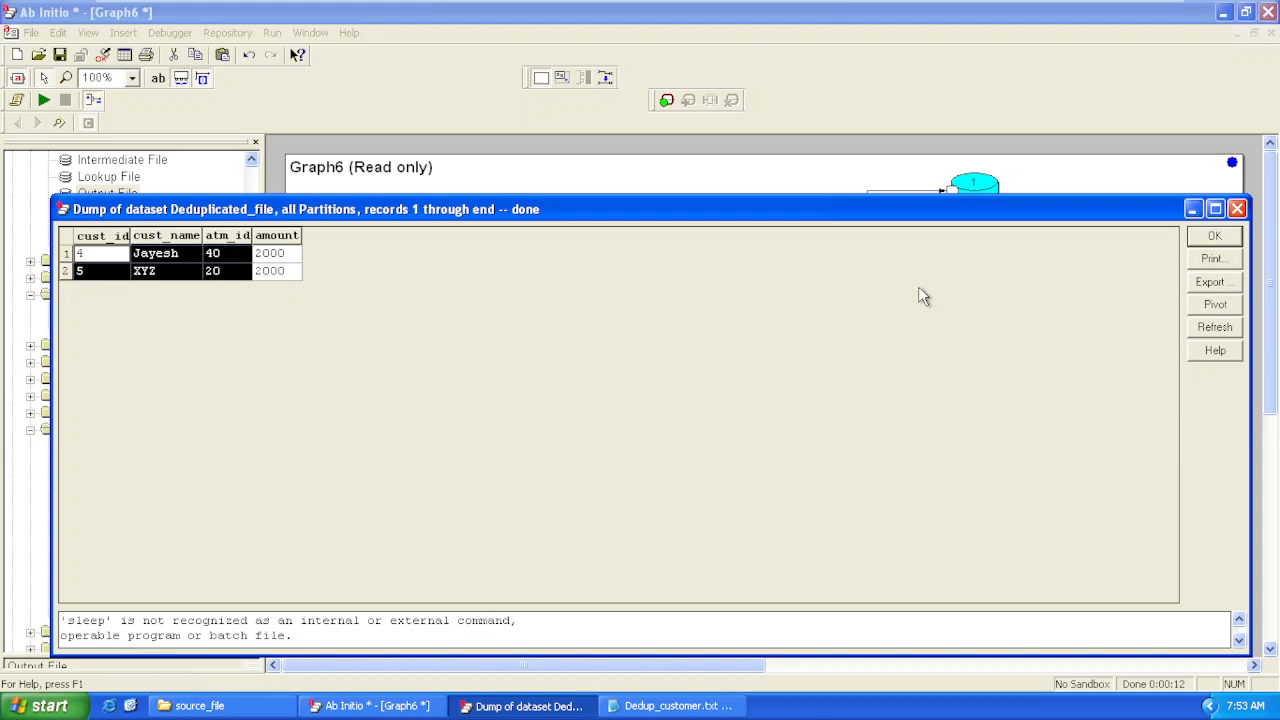 Ab Initio * - [Graph6 *]
File Edit View Insert Debugger Repository Run Window Help
100% ab
Intermediate File
Lookup File
Output File
Graph6 (Read only)
1
Dump of dataset Deduplicated_file, all Partitions, records 1 through end -- done
cust_id cust_name atm_id amount
1 4 Jayesh 40 2000
2 5 XYZ 20 2000
OK
Print...
Export ...
Pivot
Refresh
Help
'sleep' is not recognized as an internal or external command,
operable program or batch file.
Output File
For Help, press F1 No Sandbox Done 0:00:12 NUM
start source_file Ab Initio * - [Graph6 *] Dump of dataset Ded... Dedup_customer.txt ... 7:53 AM